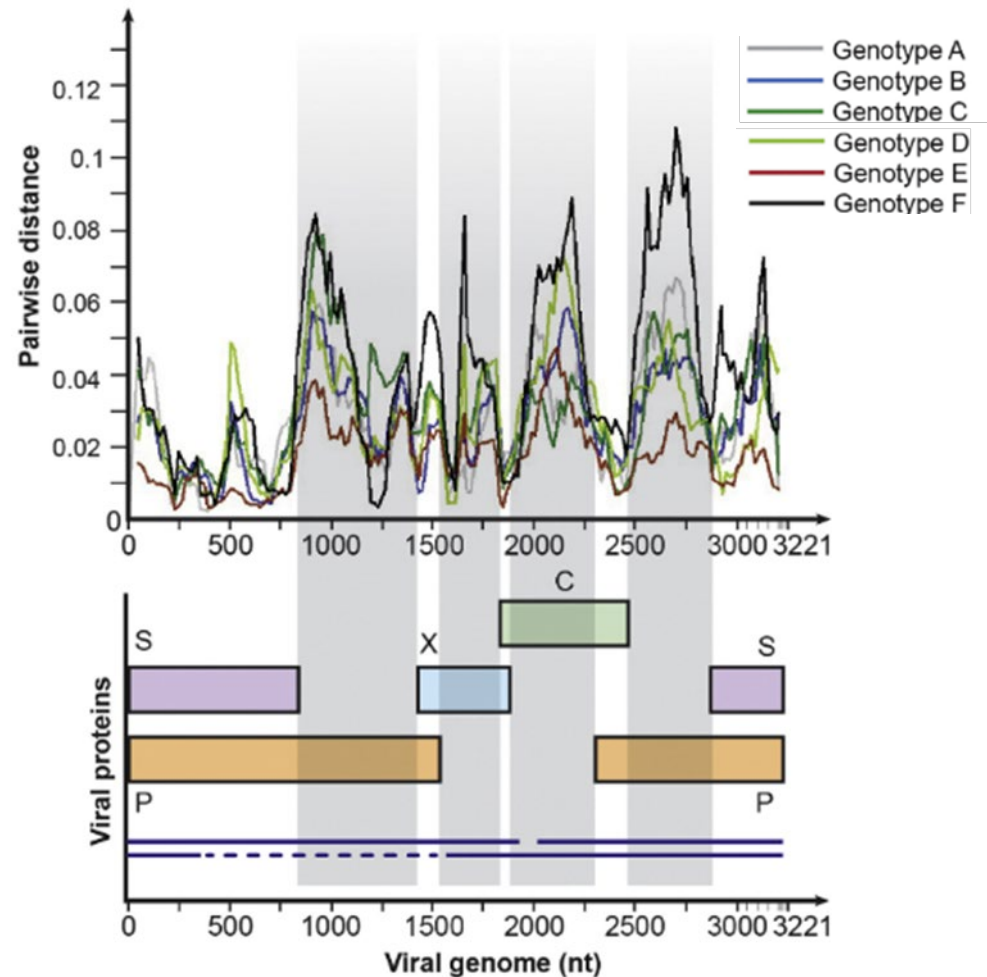 Pairwise distance
0.12
0.1
0.08
0.06
0.04
0.02
0
0 500 1000 1500 2000 2500 3000 3221
Genotype A
Genotype B
Genotype C
Genotype D
Genotype E
Genotype F
Viral proteins
C
S X S
P P
0 500 1000 1500 2000 2500 3000 3221
Viral genome (nt)